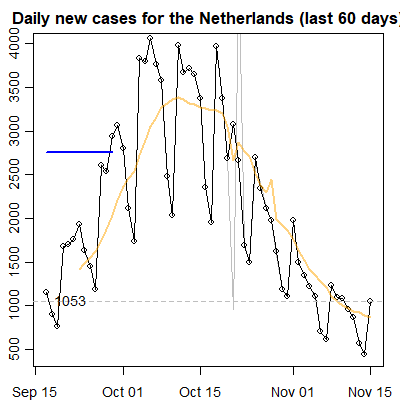 Daily new cases for the Netherlands (last 60 days)
4000
3500
3000
2500
2000
1500
1000
500
1053
Sep 15
Oct 01
Oct 15
Nov 01
Nov 15